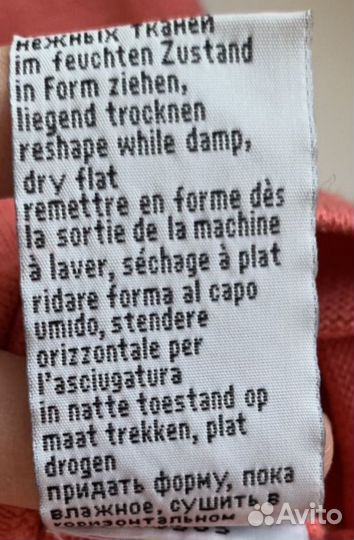 нежных тканей
im feuchten Zustand
in Form ziehen,
liegend trocknen
reshape while damp,
dry flat
remettre en forme dès
la sortie de la machine
à laver, séchage à plat
ridare forma al capo
umido, stendere
orizzontale per
l'asciugatura
in natte toestand op
maat trekken, plat
drogen
придать форму, пока
влажное, сушить в
горизонтальном
Avito